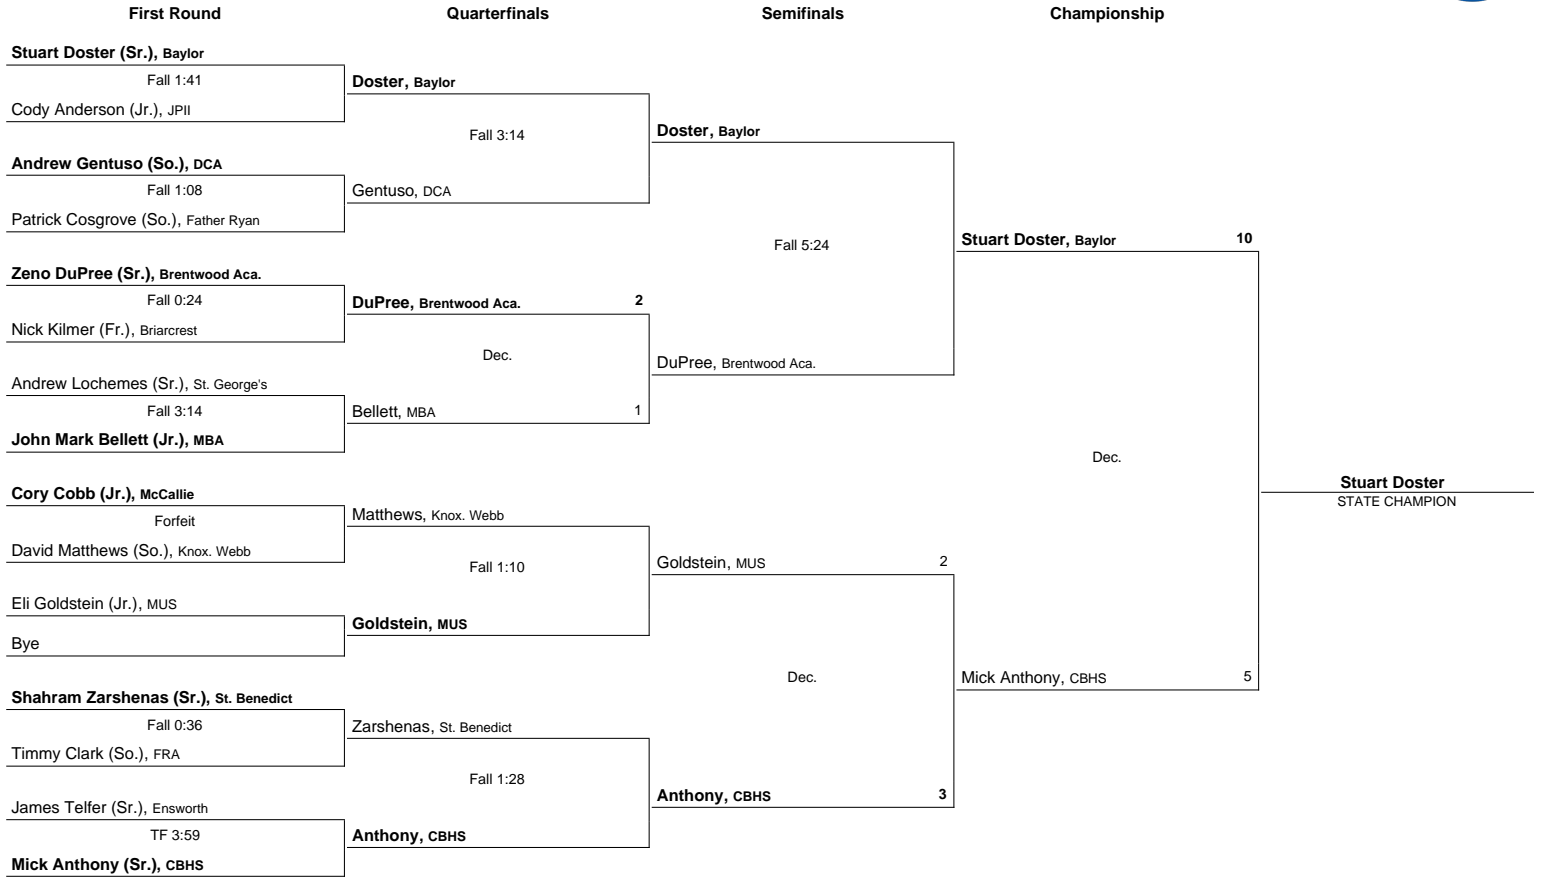 First Round Quarterfinals Semifinals Championship
Stuart Doster (Sr.), Baylor
Fall 1:41
Cody Anderson (Jr.), JPII
Andrew Gentuso (So.), DCA
Fall 1:08
Patrick Cosgrove (So.), Father Ryan
Zeno DuPree (Sr.), Brentwood Aca.
Fall 0:24
Nick Kilmer (Fr.), Briarcrest
Andrew Lochemes (Sr.), St. George's
Fall 3:14
John Mark Bellett (Jr.), MBA
Cory Cobb (Jr.), McCallie
Forfeit
David Matthews (So.), Knox. Webb
Eli Goldstein (Jr.), MUS
Bye
Shahram Zarshenas (Sr.), St. Benedict
Fall 0:36
Timmy Clark (So.), FRA
James Telfer (Sr.), Ensworth
TF 3:59
Mick Anthony (Sr.), CBHS
Doster, Baylor
Fall 3:14
Gentuso, DCA
DuPree, Brentwood Aca. 2
Dec.
Bellett, MBA 1
Matthews, Knox. Webb
Fall 1:10
Goldstein, MUS
Zarshenas, St. Benedict
Fall 1:28
Anthony, CBHS
Doster, Baylor
Fall 5:24
DuPree, Brentwood Aca.
Goldstein, MUS 2
Dec.
Anthony, CBHS 3
Stuart Doster, Baylor 10
Dec.
Mick Anthony, CBHS 5
Stuart Doster
STATE CHAMPION